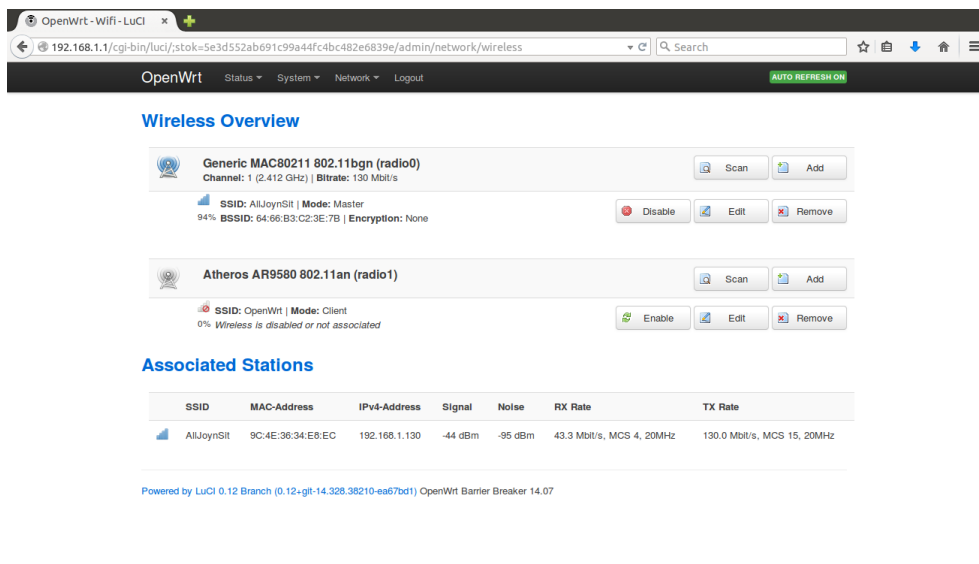 OpenWrt - Wifi - LuCI ×
192.168.1.1/cgi-bin/luci/;stok=5e3d552ab691c99a44fc4bc482e6839e/admin/network/wireless Search
OpenWrt Status System Network Logout AUTO REFRESH ON
Wireless Overview
Generic MAC80211 802.11bgn (radio0)
Channel: 1 (2.412 GHz) | Bitrate: 130 Mbit/s
Scan Add
SSID: AllJoynSit | Mode: Master
94% BSSID: 64:66:B3:C2:3E:7B | Encryption: None
Disable Edit Remove
Atheros AR9580 802.11an (radio1)
Scan Add
SSID: OpenWrt | Mode: Client
0% Wireless is disabled or not associated
Enable Edit Remove
Associated Stations
SSID MAC-Address IPv4-Address Signal Noise RX Rate TX Rate
AllJoynSit 9C:4E:36:34:E8:EC 192.168.1.130 -44 dBm -95 dBm 43.3 Mbit/s, MCS 4, 20MHz 130.0 Mbit/s, MCS 15, 20MHz
Powered by LuCI 0.12 Branch (0.12+git-14.328.38210-ea67bd1) OpenWrt Barrier Breaker 14.07